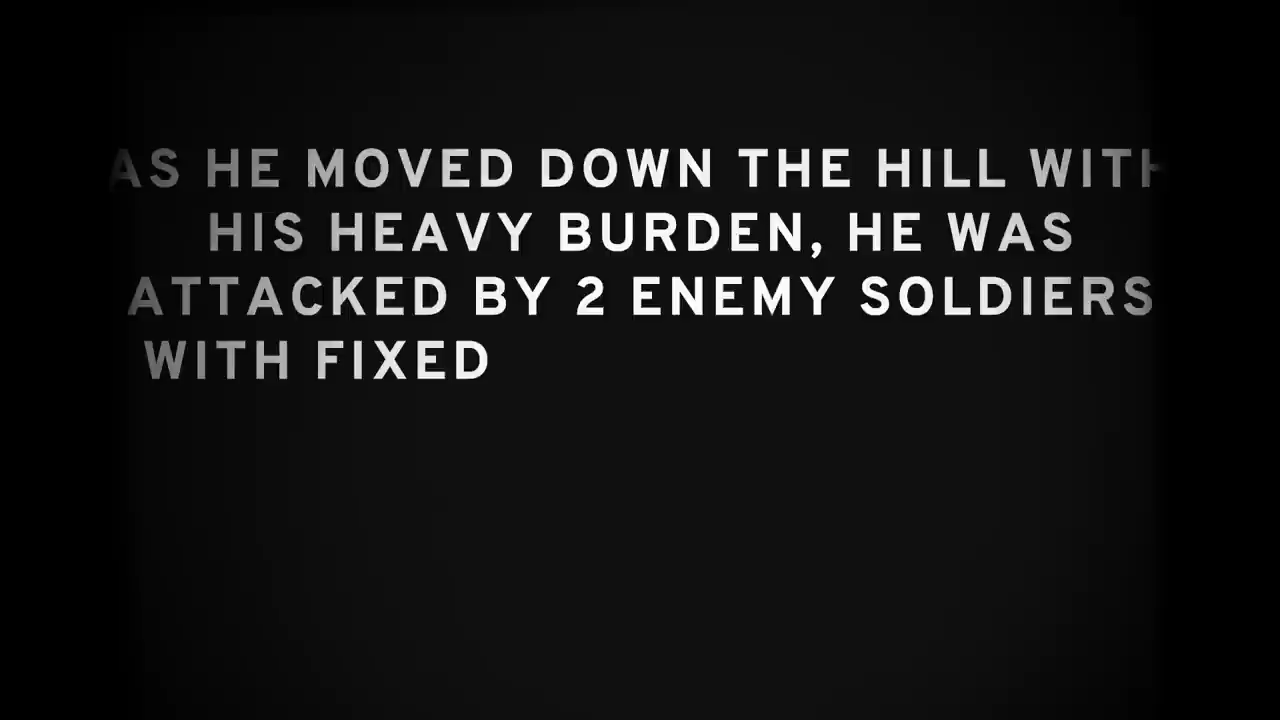 AS HE MOVED DOWN THE HILL WITH
HIS HEAVY BURDEN, HE WAS
ATTACKED BY 2 ENEMY SOLDIERS
WITH FIXED